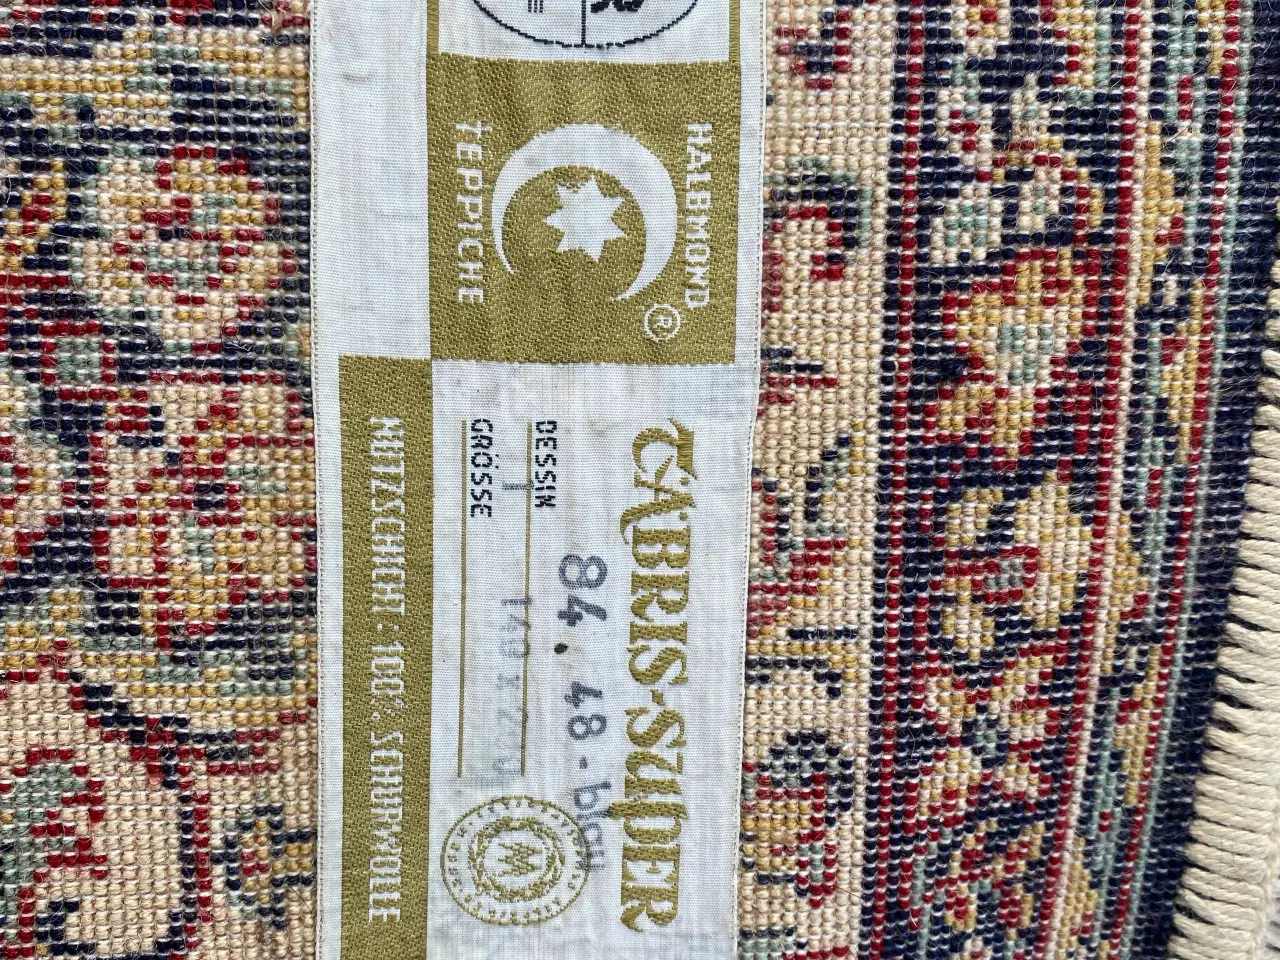 HALBMOND
TEPPICHE
®
TÄBRIS-SUPER
84.48-blau
DESSIN
GRÖSSE
NUTZSCHICHT: 100% SCHURWOLLE